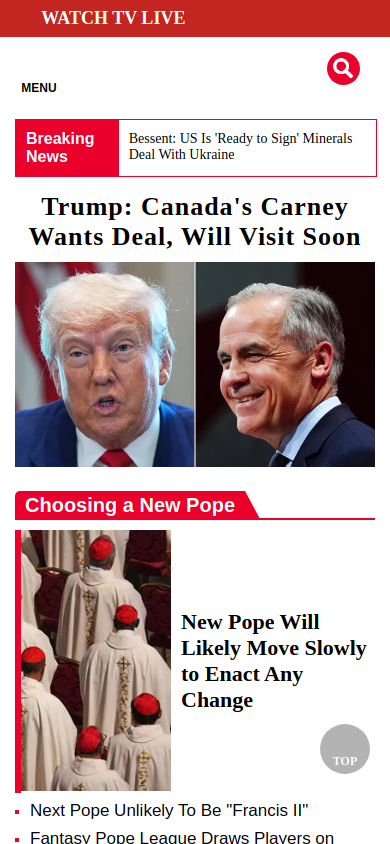 WATCH TV LIVE
MENU
Breaking
News
Bessent: US Is 'Ready to Sign' Minerals
Deal With Ukraine
Trump: Canada's Carney
Wants Deal, Will Visit Soon
Choosing a New Pope
New Pope Will
Likely Move Slowly
to Enact Any
Change
TOP
Next Pope Unlikely To Be "Francis II"
Fantasy Pope League Draws Players on